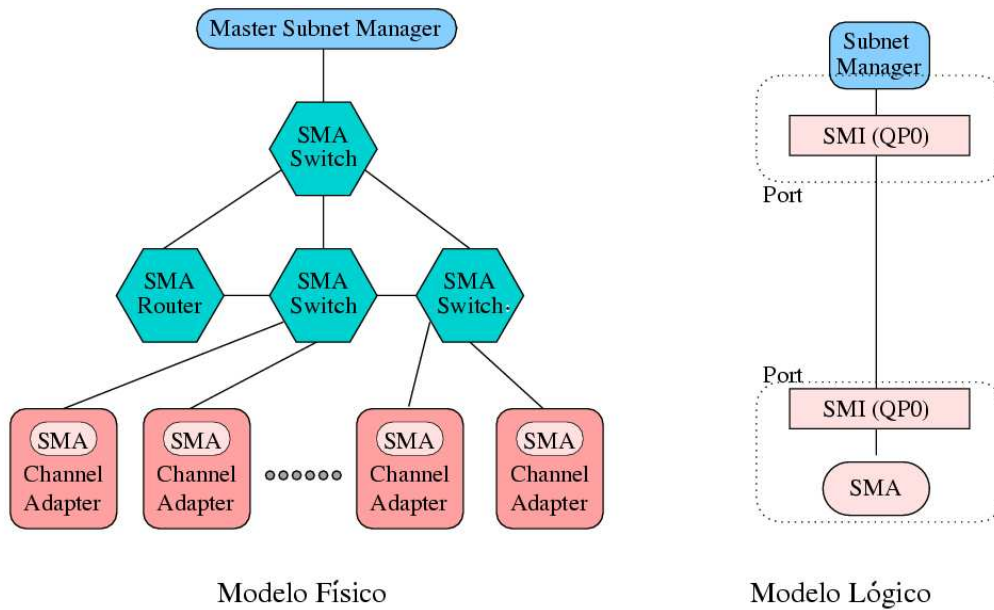 Master Subnet Manager
SMA
Switch
SMA
Router
SMA
Switch
SMA
Switch
SMA
Channel
Adapter
SMA
Channel
Adapter
SMA
Channel
Adapter
SMA
Channel
Adapter
Modelo Físico
Subnet
Manager
SMI (QP0)
Port
Port
SMI (QP0)
SMA
Modelo Lógico